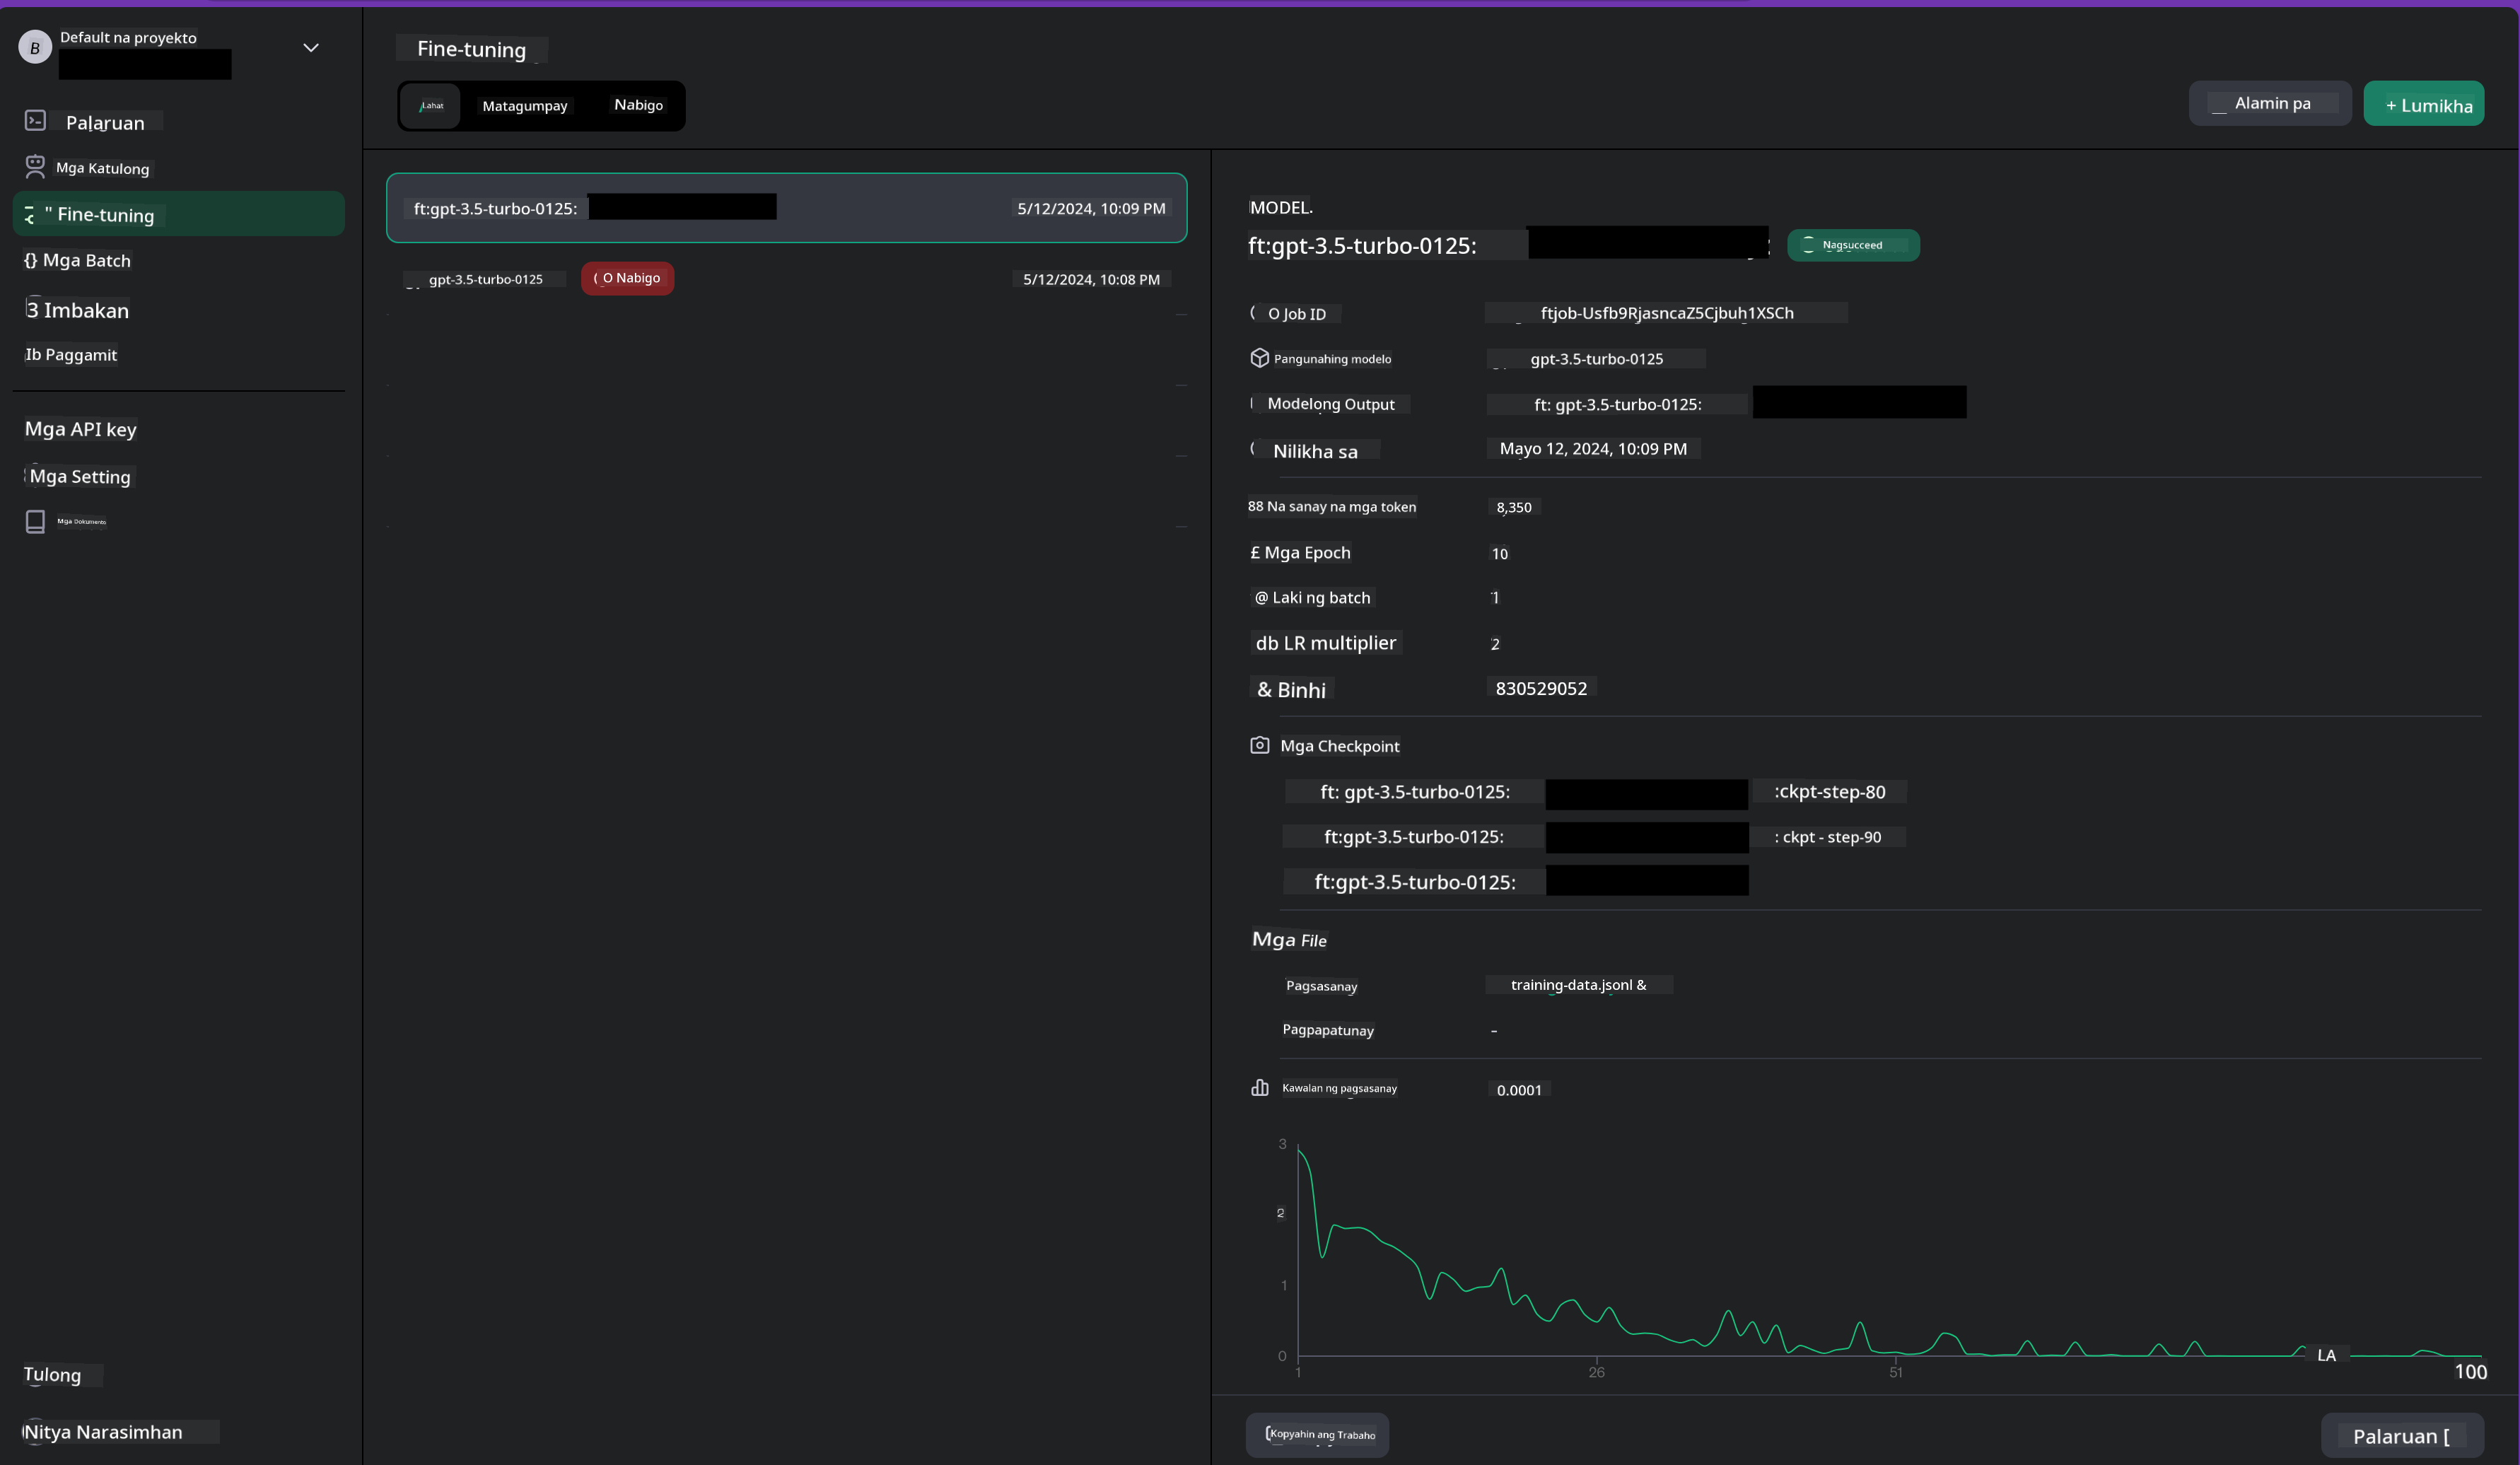 B
Default na proyekto
Palaruan
Mga Katulong
" Fine-tuning
{} Mga Batch
3 Imbakan
Ib Paggamit
Mga API key
Mga Setting
Mga Dokumento
Tulong
Nitya Narasimhan
Fine-tuning
Lahat
Matagumpay
Nabigo
Alamin pa
+ Lumikha
ft:gpt-3.5-turbo-0125:
5/12/2024, 10:09 PM
gpt-3.5-turbo-0125
O Nabigo
5/12/2024, 10:08 PM
MODEL.
ft:gpt-3.5-turbo-0125:
Nagsucceed
O Job ID
ftjob-Usfb9RjasncaZ5Cjbuh1XSCh
Pangunahing modelo
gpt-3.5-turbo-0125
Modelong Output
ft: gpt-3.5-turbo-0125:
Nilikha sa
Mayo 12, 2024, 10:09 PM
88 Na sanay na mga token
8,350
£ Mga Epoch
10
@ Laki ng batch
1
db LR multiplier
2
& Binhi
830529052
Mga Checkpoint
ft: gpt-3.5-turbo-0125:
:ckpt-step-80
ft:gpt-3.5-turbo-0125:
: ckpt - step-90
ft:gpt-3.5-turbo-0125:
Mga File
Pagsasanay
training-data.jsonl &
Pagpapatunay
-
Kawalan ng pagsasanay
0.0001
3
2
1
0
1
26
51
LA
100
Kopyahin ang Trabaho
Palaruan [